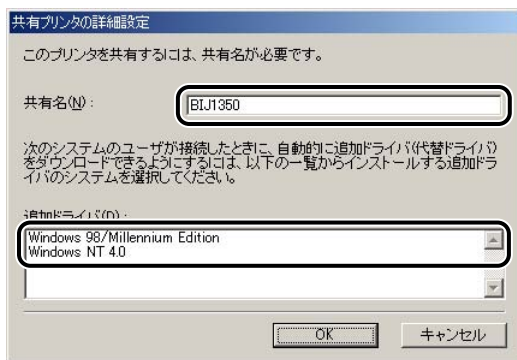 共有プリンタの詳細設定
このプリンタを共有するには、共有名が必要です。
共有名(N):
BIJ1350
次のシステムのユーザが接続したときに、自動的に追加ドライバ(代替ドライバ)
をダウンロードできるようにするには、以下の一覧からインストールする追加ドラ
イバのシステムを選択してください。
追加ドライバ(D):
Windows 98/Millennium Edition
Windows NT 4.0
OK
キャンセル